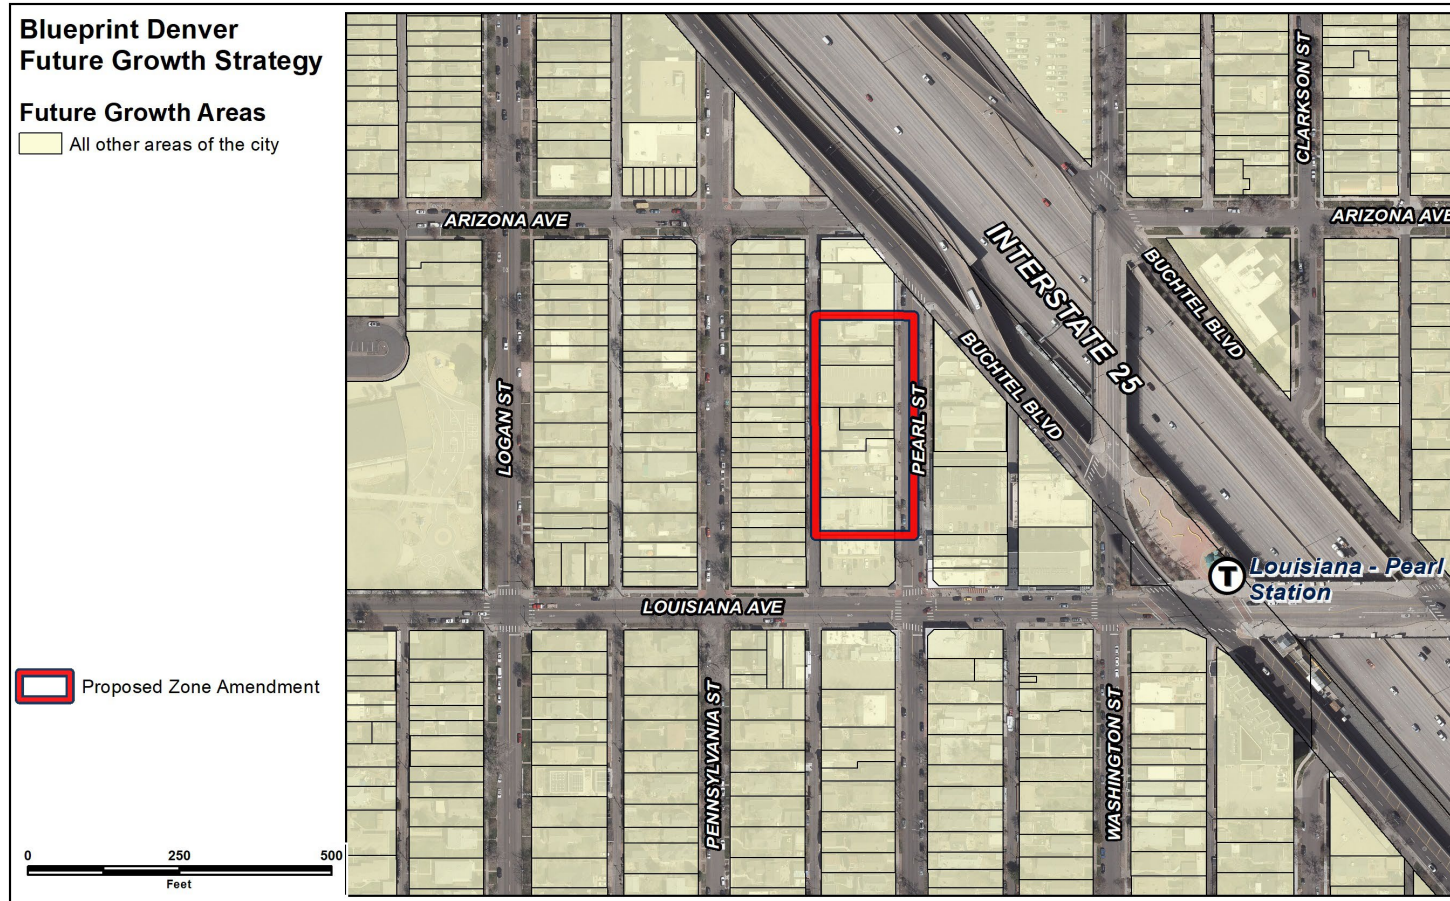 Blueprint Denver
Future Growth Strategy
Future Growth Areas
All other areas of the city
Proposed Zone Amendment
0 250 500
Feet
CLARKSON ST
ARIZONA AVE
ARIZONA AVE
INTERSTATE 25
BUCHTEL BLVD
BUCHTEL BLVD
LOGAN ST
PEARL ST
Louisiana - Pearl
Station
T
LOUISIANA AVE
PENNSYLVANIA ST
WASHINGTON ST